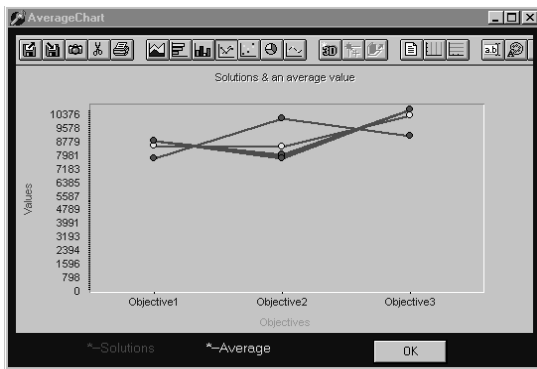 AverageChart
3D
a.b
Solutions & an average value
10376
9578
8779
7981
7183
6385
5587
4789
3991
3193
2394
1596
798
0
Values
Objective1 Objective2 Objective3
Objectives
*–Solutions *–Average OK